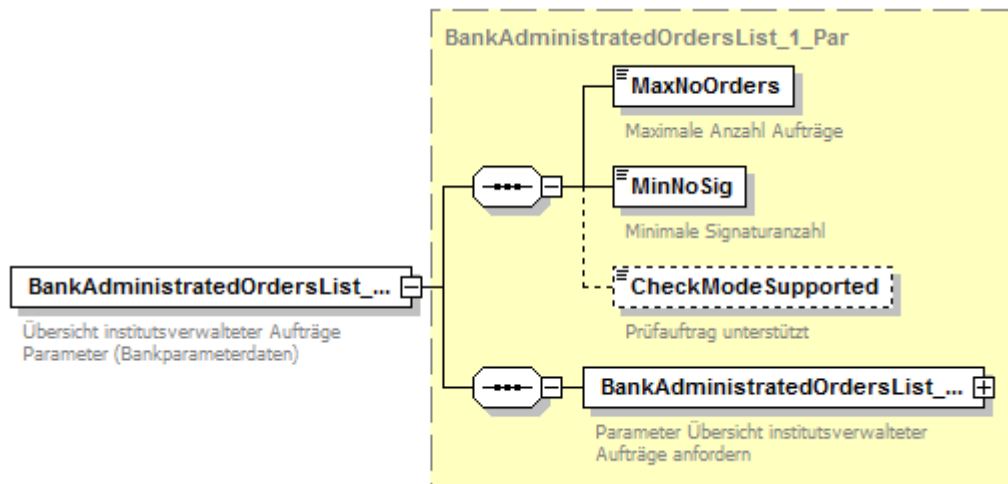 BankAdministratedOrdersList_1_Par
MaxNoOrders
Maximale Anzahl Aufträge
MinNoSig
Minimale Signaturanzahl
BankAdministratedOrdersList_...
Übersicht institutsverwalteter Aufträge
Parameter (Bankparameterdaten)
CheckModeSupported
Prüfauftrag unterstützt
BankAdministratedOrdersList_...
Parameter Übersicht institutsverwalteter
Aufträge anfordern